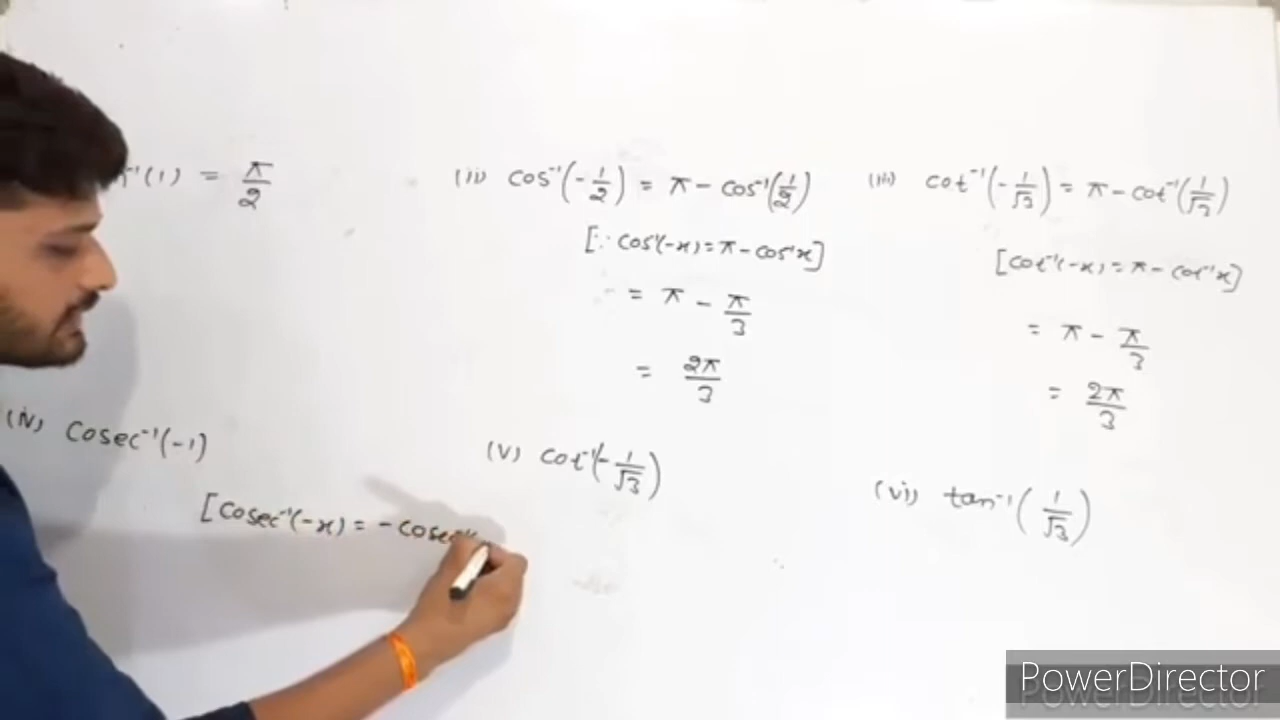 ⁻¹(1) = π/2
(ii) cos⁻¹(-1/2) = π - cos⁻¹(1/2)
[∵ cos⁻¹(-x) = π - cos⁻¹x]
= π - π/3
= 2π/3
(iii) cot⁻¹(-1/√3) = π - cot⁻¹(1/√3)
[cot⁻¹(-x) = π - cot⁻¹x]
= π - π/3
= 2π/3
(iv) cosec⁻¹(-1)
[cosec⁻¹(-x) = - cosec⁻¹
(v) cot⁻¹(-1/√3)
(vi) tan⁻¹(1/√3)
PowerDirector